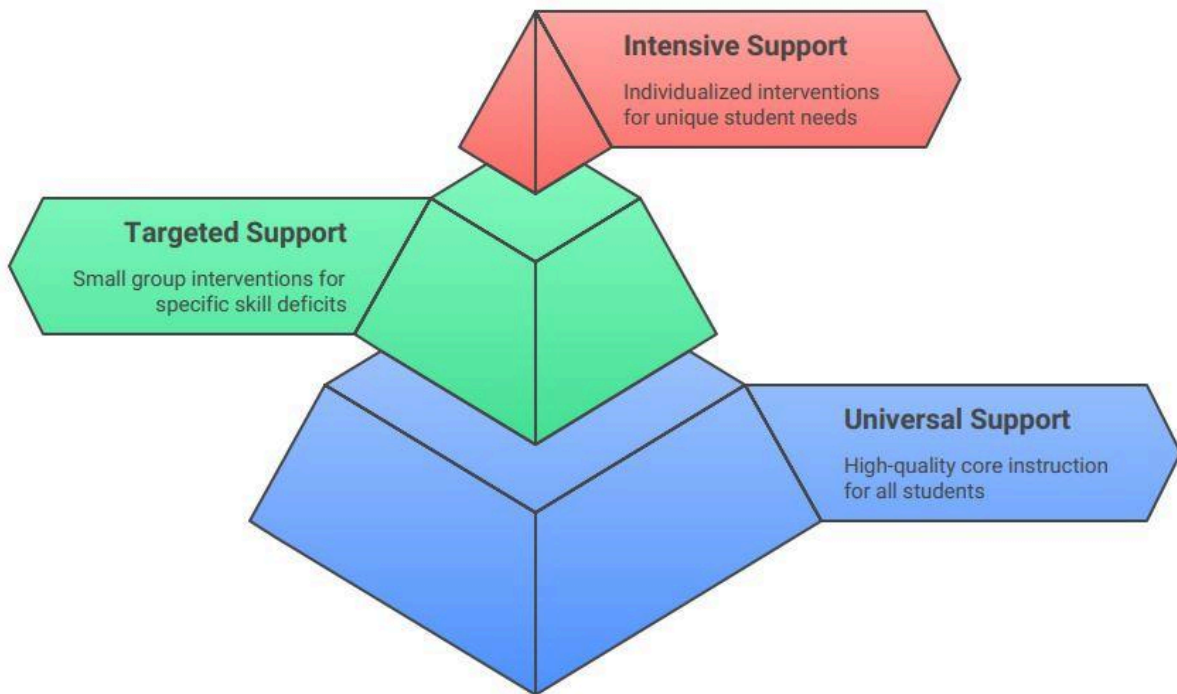 Intensive Support
Individualized interventions
for unique student needs
Targeted Support
Small group interventions for
specific skill deficits
Universal Support
High-quality core instruction
for all students